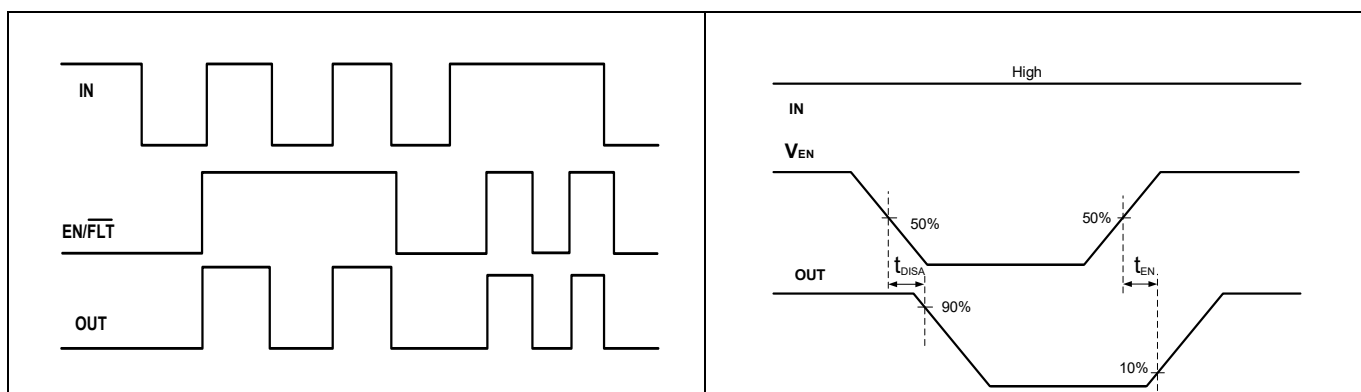 IN
EN/FLT
OUT
High
IN
VEN
50%
50%
tDISA
tEN
OUT
90%
10%